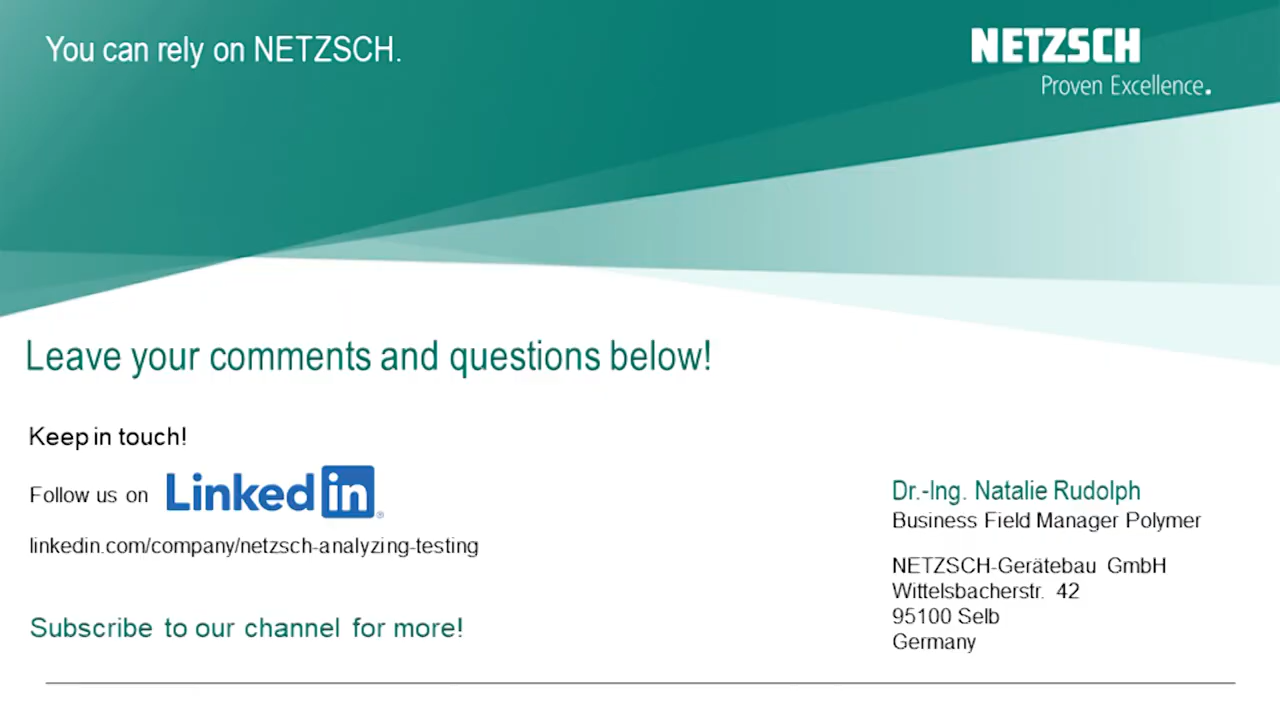 You can rely on NETZSCH.
NETZSCH
Proven Excellence.
Leave your comments and questions below!
Keep in touch!
Follow us on LinkedIn®
linkedin.com/company/netzsch-analyzing-testing
Subscribe to our channel for more!
Dr.-Ing. Natalie Rudolph
Business Field Manager Polymer
NETZSCH-Gerätebau GmbH
Wittelsbacherstr. 42
95100 Selb
Germany